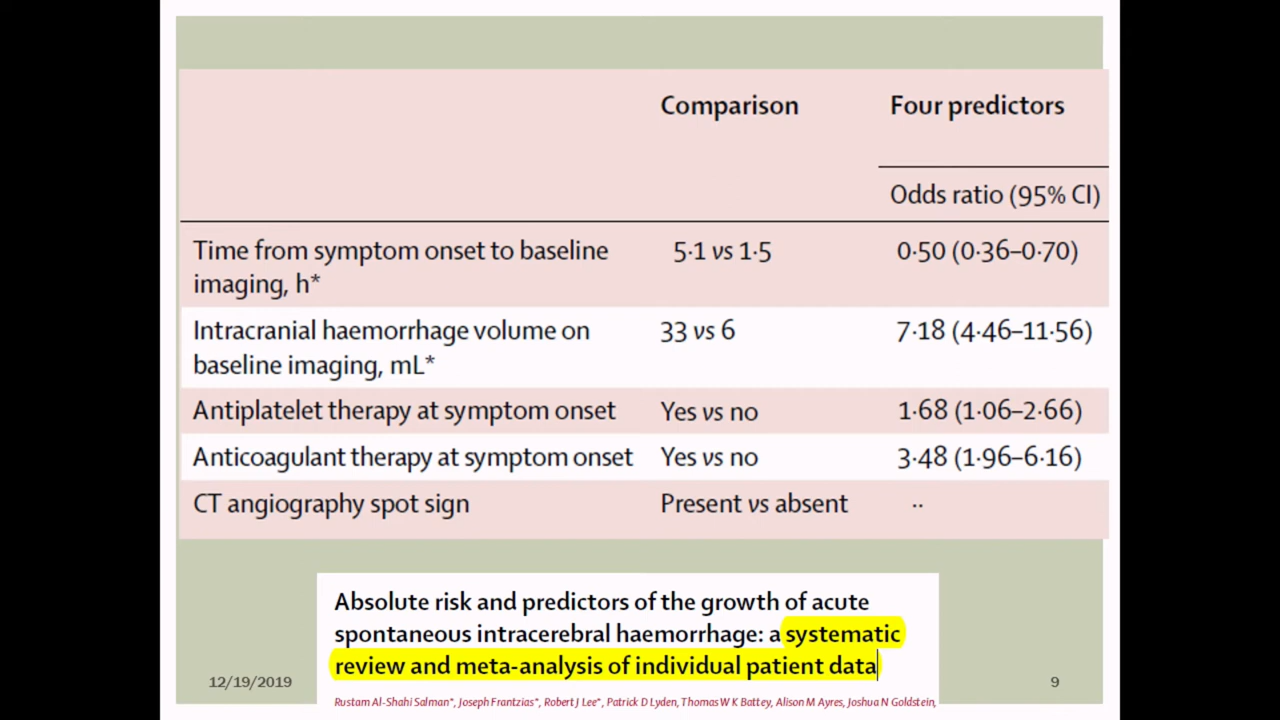 Comparison Four predictors
Odds ratio (95% CI)
Time from symptom onset to baseline
imaging, h* 5·1 vs 1·5 0·50 (0·36–0·70)
Intracranial haemorrhage volume on
baseline imaging, mL* 33 vs 6 7·18 (4·46–11·56)
Antiplatelet therapy at symptom onset Yes vs no 1·68 (1·06–2·66)
Anticoagulant therapy at symptom onset Yes vs no 3·48 (1·96–6·16)
CT angiography spot sign Present vs absent ··
Absolute risk and predictors of the growth of acute
spontaneous intracerebral haemorrhage: a systematic
review and meta-analysis of individual patient data
Rustam Al-Shahi Salman*, Joseph Frantzias*, Robert J Lee*, Patrick D Lyden, Thomas W K Battey, Alison M Ayres, Joshua N Goldstein,
12/19/2019 9